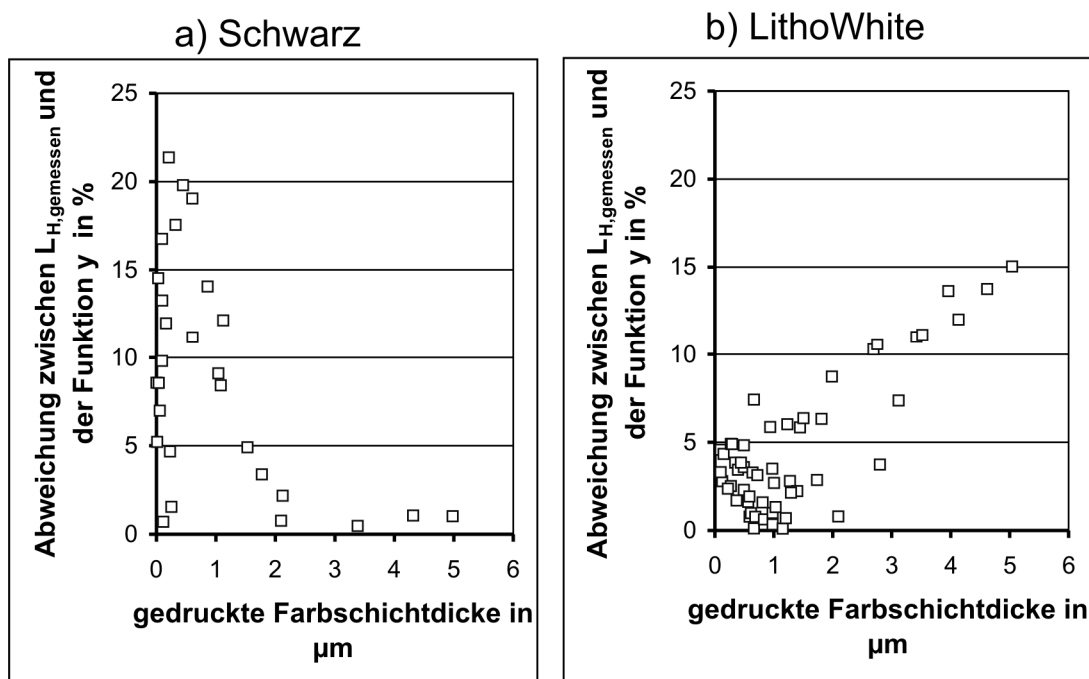 a) Schwarz
Abweichung zwischen L_H,gemessen und
der Funktion y in %
25
20
15
10
5
0
0 1 2 3 4 5 6
gedruckte Farbschichtdicke in
µm
b) LithoWhite
Abweichung zwischen L_H,gemessen und
der Funktion y in %
25
20
15
10
5
0
0 1 2 3 4 5 6
gedruckte Farbschichtdicke in
µm